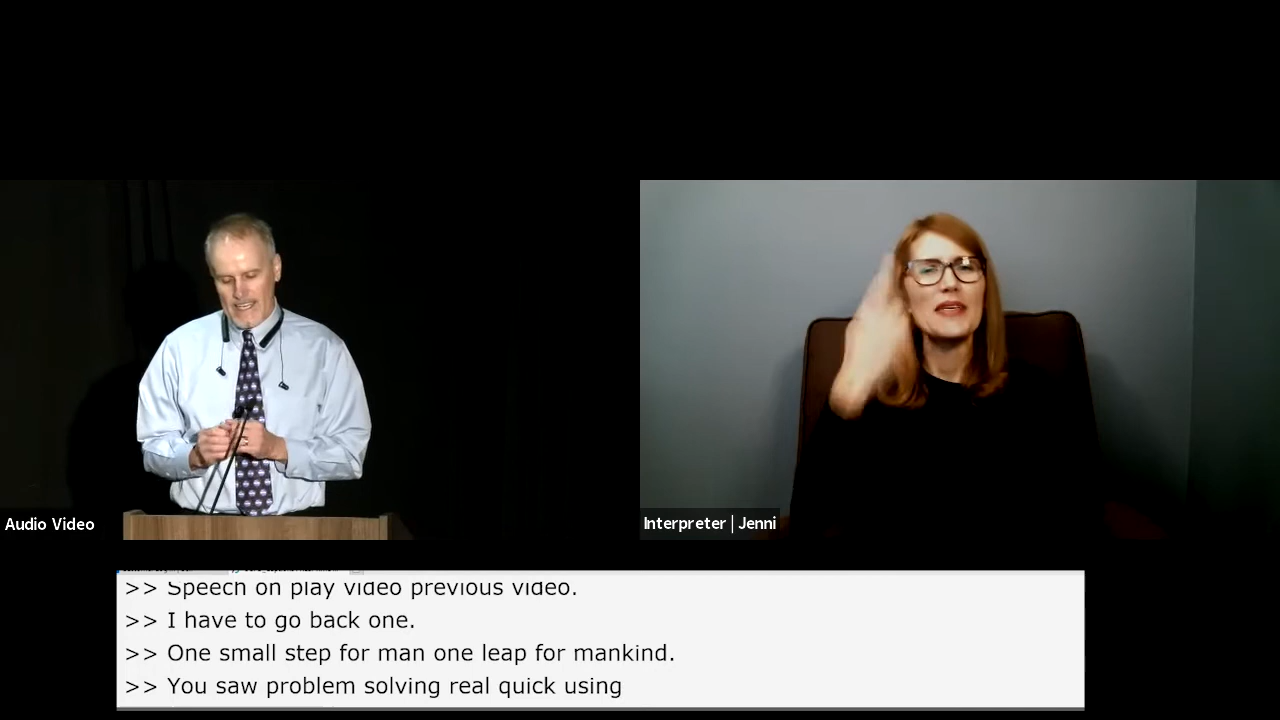 Audio Video
Interpreter | Jenni
>> Speech on play video previous video.
>> I have to go back one.
>> One small step for man one leap for mankind.
>> You saw problem solving real quick using